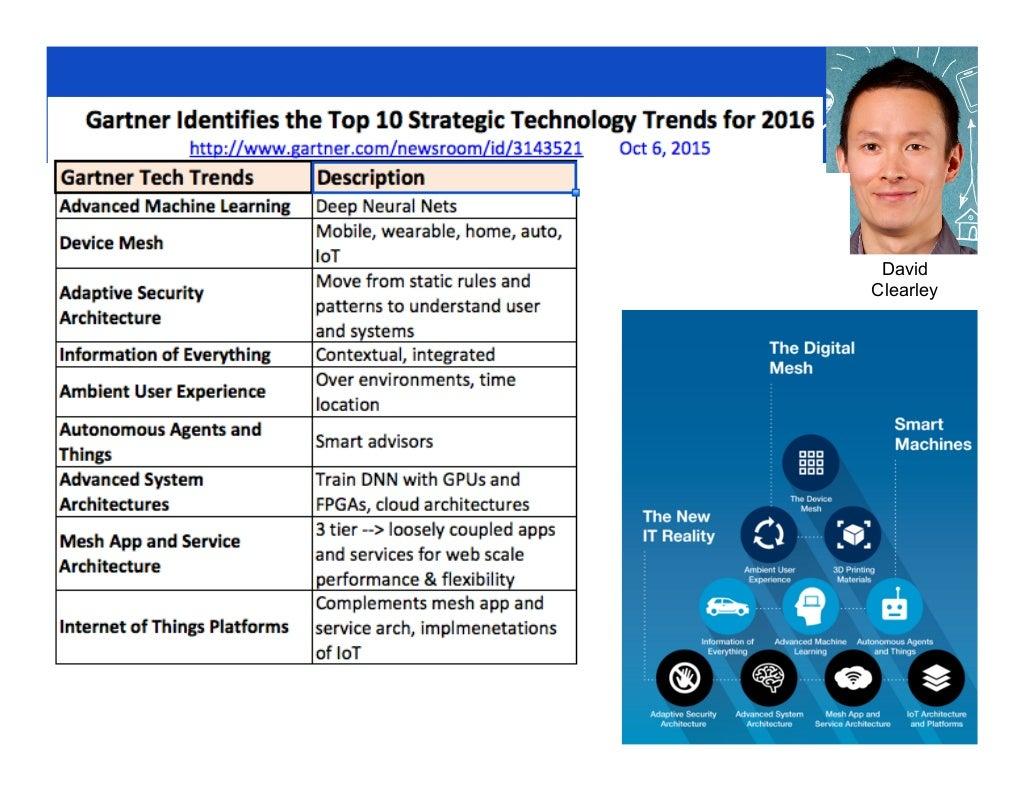 Gartner Identifies the Top 10 Strategic Technology Trends for 2016
http://www.gartner.com/newsroom/id/3143521 Oct 6, 2015
Gartner Tech Trends Description
Advanced Machine Learning Deep Neural Nets
Device Mesh
Mobile, wearable, home, auto,
IoT
Adaptive Security
Architecture
Move from static rules and
patterns to understand user
and systems
Information of Everything Contextual, integrated
Ambient User Experience
Over environments, time
location
Autonomous Agents and
Things
Smart advisors
Advanced System
Architectures
Train DNN with GPUs and
FPGAs, cloud architectures
Mesh App and Service
Architecture
3 tier --> loosely coupled apps
and services for web scale
performance & flexibility
Internet of Things Platforms
Complements mesh app and
service arch, implmenetations
of IoT
David
Clearley
The Digital
Mesh
Smart
Machines
The New
IT Reality
The Device
Mesh
Ambient User
Experience
3D Printing
Materials
Information of
Everything
Advanced Machine
Learning
Autonomous Agents
and Things
Adaptive Security
Architecture
Advanced System
Architecture
Mesh App and
Service Architecture
IoT Architecture
and Platforms